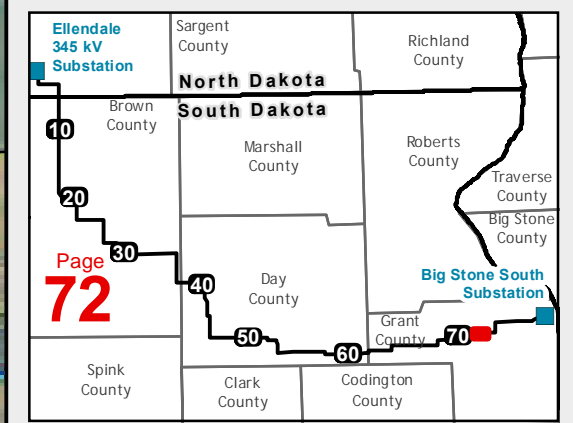 Ellendale
345 kV
Substation
Sargent
County
Richland
County
North Dakota
South Dakota
Brown
County
10
Marshall
County
Roberts
County
Traverse
County
20
Big Stone
County
30
Page
72
40
Day
County
Big Stone South
Substation
Grant
County
50
60
70
Spink
County
Clark
County
Codington
County